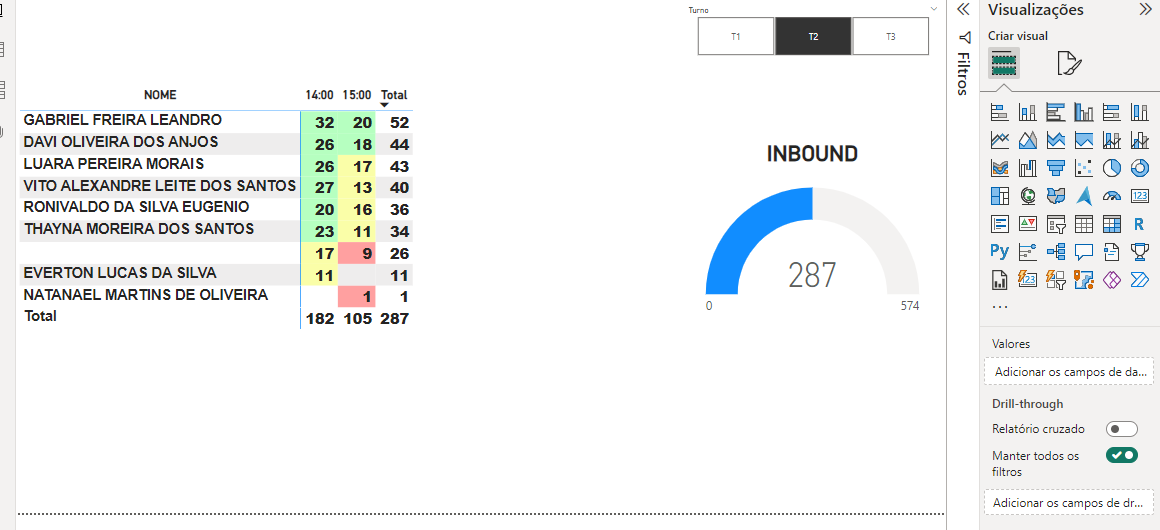 Turno
T1 T2 T3
NOME 14:00 15:00 Total
GABRIEL FREIRA LEANDRO 32 20 52
DAVI OLIVEIRA DOS ANJOS 26 18 44
LUARA PEREIRA MORAIS 26 17 43
VITO ALEXANDRE LEITE DOS SANTOS 27 13 40
RONIVALDO DA SILVA EUGENIO 20 16 36
THAYNA MOREIRA DOS SANTOS 23 11 34
17 9 26
EVERTON LUCAS DA SILVA 11 11
NATANAEL MARTINS DE OLIVEIRA 1 1
Total 182 105 287
INBOUND
287
0 574
Filtros
Visualizações
Criar visual
123
R
Py
123
...
Valores
Adicionar os campos de da...
Drill-through
Relatório cruzado
Manter todos os
filtros
Adicionar os campos de dr...